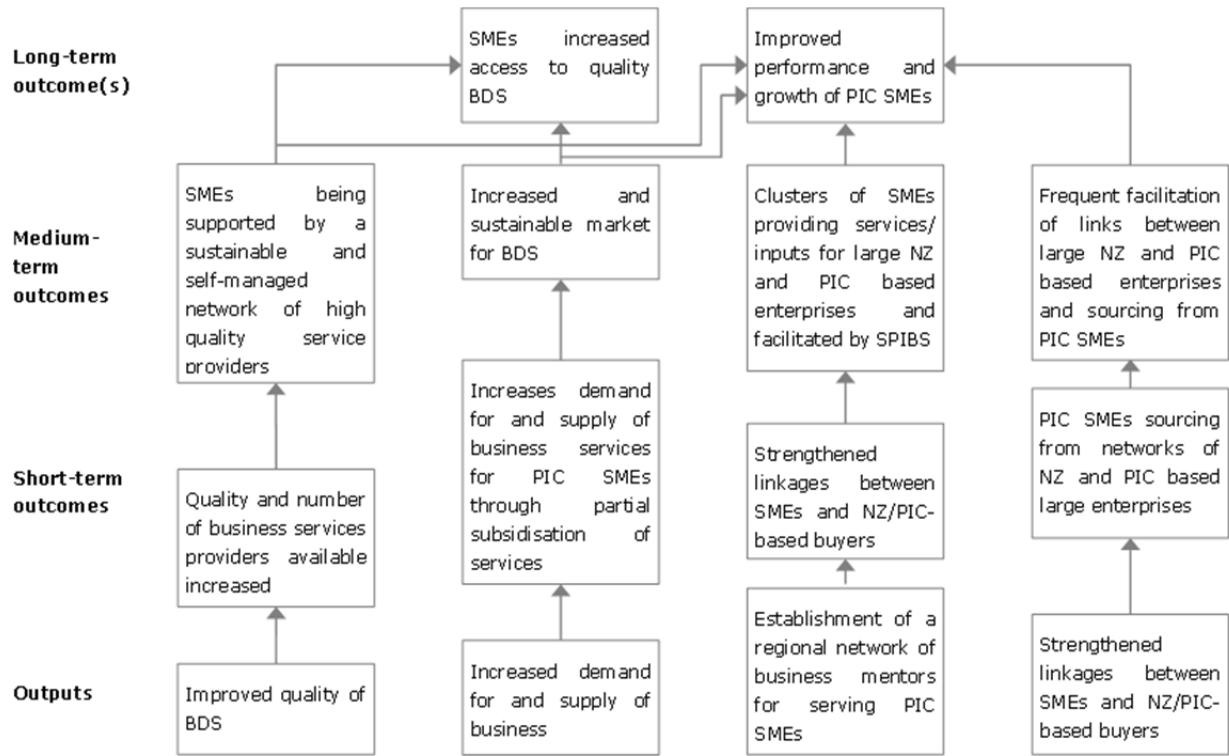 Long-term
outcome(s)
SMEs increased
access to quality
BDS
Improved
performance and
growth of PIC SMEs
Medium-
term
outcomes
SMEs being
supported by a
sustainable and
self-managed
network of high
quality service
providers
Increased and
sustainable market
for BDS
Clusters of SMEs
providing services/
inputs for large NZ
and PIC based
enterprises and
facilitated by SPIBS
Frequent facilitation
of links between
large NZ and PIC
based enterprises
and sourcing from
PIC SMEs
Short-term
outcomes
Quality and number
of business services
providers available
increased
Increases demand
for and supply of
business services
for PIC SMEs
through partial
subsidisation of
services
Strengthened
linkages between
SMEs and NZ/PIC-
based buyers
PIC SMEs sourcing
from networks of
NZ and PIC based
large enterprises
Outputs
Improved quality of
BDS
Increased demand
for and supply of
business
Establishment of a
regional network of
business mentors
for serving PIC
SMEs
Strengthened
linkages between
SMEs and NZ/PIC-
based buyers